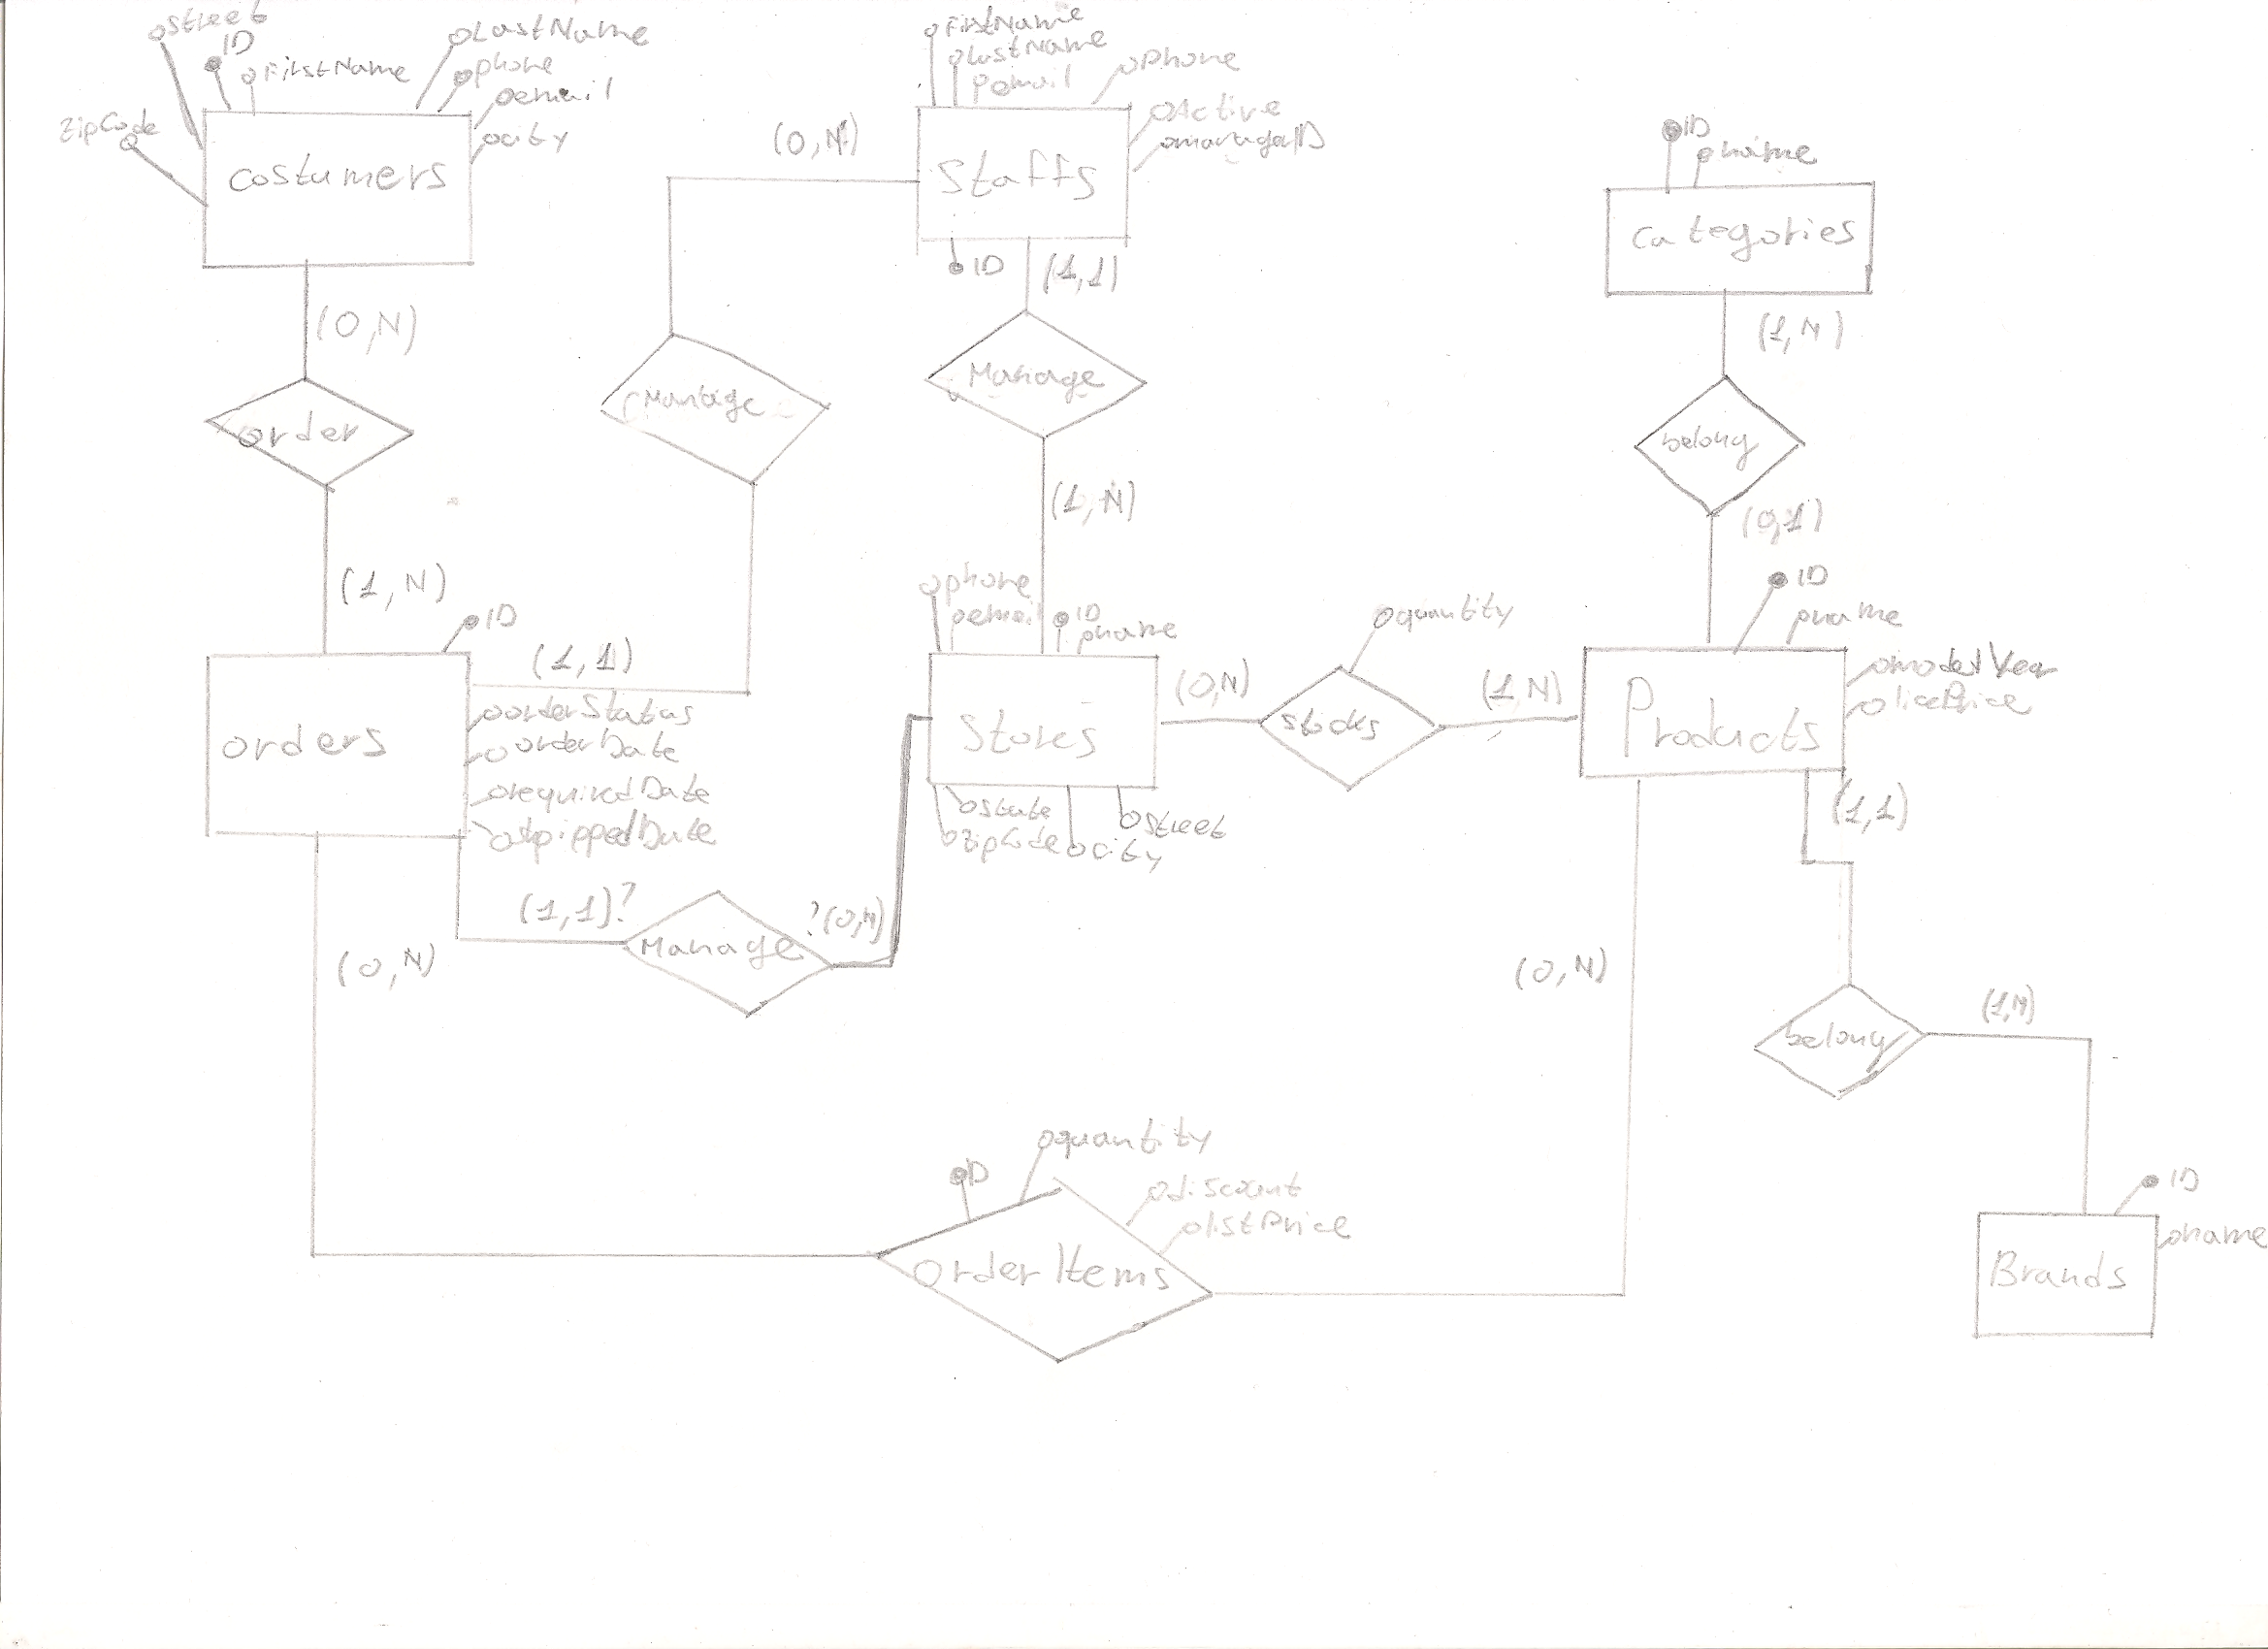 street
ID
FirstName
LastName
phone
email
city
zipCode
costumers
(0,N)
order
(1,N)
ID
orders
(1,1)
orderStatus
orderDate
requiredDate
shippedDate
FirstName
LastName
email
Phone
Active
managerID
(0,N)
Staffs
ID
(1,1)
Manage
Manage
(1,N)
phone
email
ID
name
Stores
state
zipCode
city
street
(1,1)?
Manage
?(0,N)
(0,N)
quantity
stocks
(1,N)
ID
name
categories
(1,N)
belong
(0,1)
ID
name
modelYear
Products
(1,1)
belong
(1,N)
ID
name
Brands
(0,N)
(0,N)
ID
quantity
discount
listPrice
Order Items